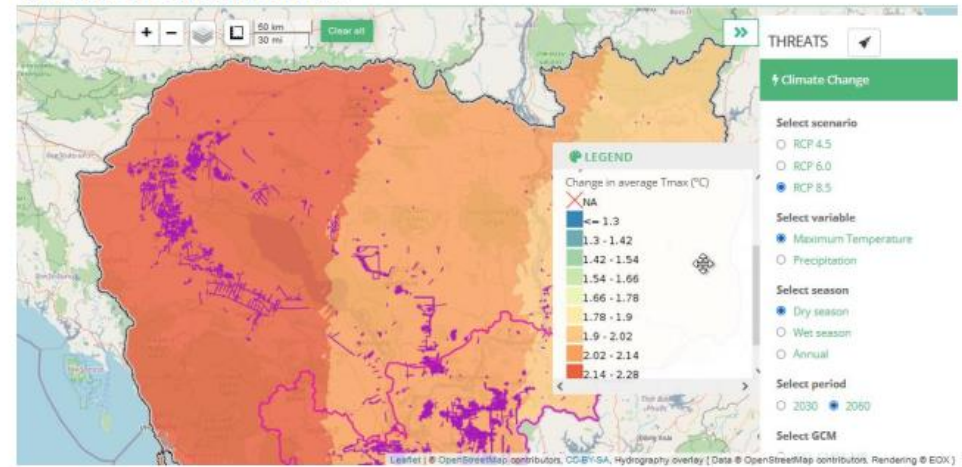 + −
50 km
30 mi
Clear all
»
THREATS
Climate Change
Select scenario
RCP 4.5
RCP 6.0
RCP 8.5
Select variable
Maximum Temperature
Precipitation
Select season
Dry season
Wet season
Annual
Select period
2030 2060
Select GCM
LEGEND
Change in average Tmax (°C)
NA
<= 1.3
1.3 - 1.42
1.42 - 1.54
1.54 - 1.66
1.66 - 1.78
1.78 - 1.9
1.9 - 2.02
2.02 - 2.14
2.14 - 2.28
Leaflet | © OpenStreetMap contributors, CC-BY-SA, Hydrography overlay [ Data © OpenStreetMap contributors, Rendering © EOX ]